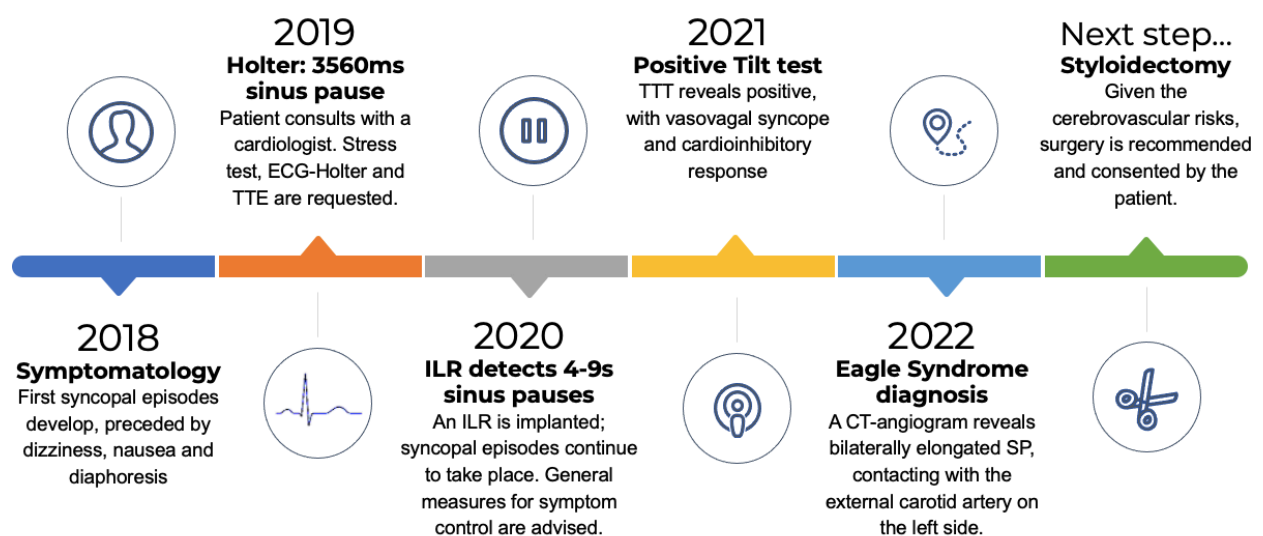 2018
Symptomatology
First syncopal episodes
develop, preceded by
dizziness, nausea and
diaphoresis
2019
Holter: 3560ms
sinus pause
Patient consults with a
cardiologist. Stress
test, ECG-Holter and
TTE are requested.
2020
ILR detects 4-9s
sinus pauses
An ILR is implanted;
syncopal episodes continue
to take place. General
measures for symptom
control are advised.
2021
Positive Tilt test
TTT reveals positive,
with vasovagal syncope
and cardioinhibitory
response
2022
Eagle Syndrome
diagnosis
A CT-angiogram reveals
bilaterally elongated SP,
contacting with the
external carotid artery on
the left side.
Next step...
Styloidectomy
Given the
cerebrovascular risks,
surgery is recommended
and consented by the
patient.